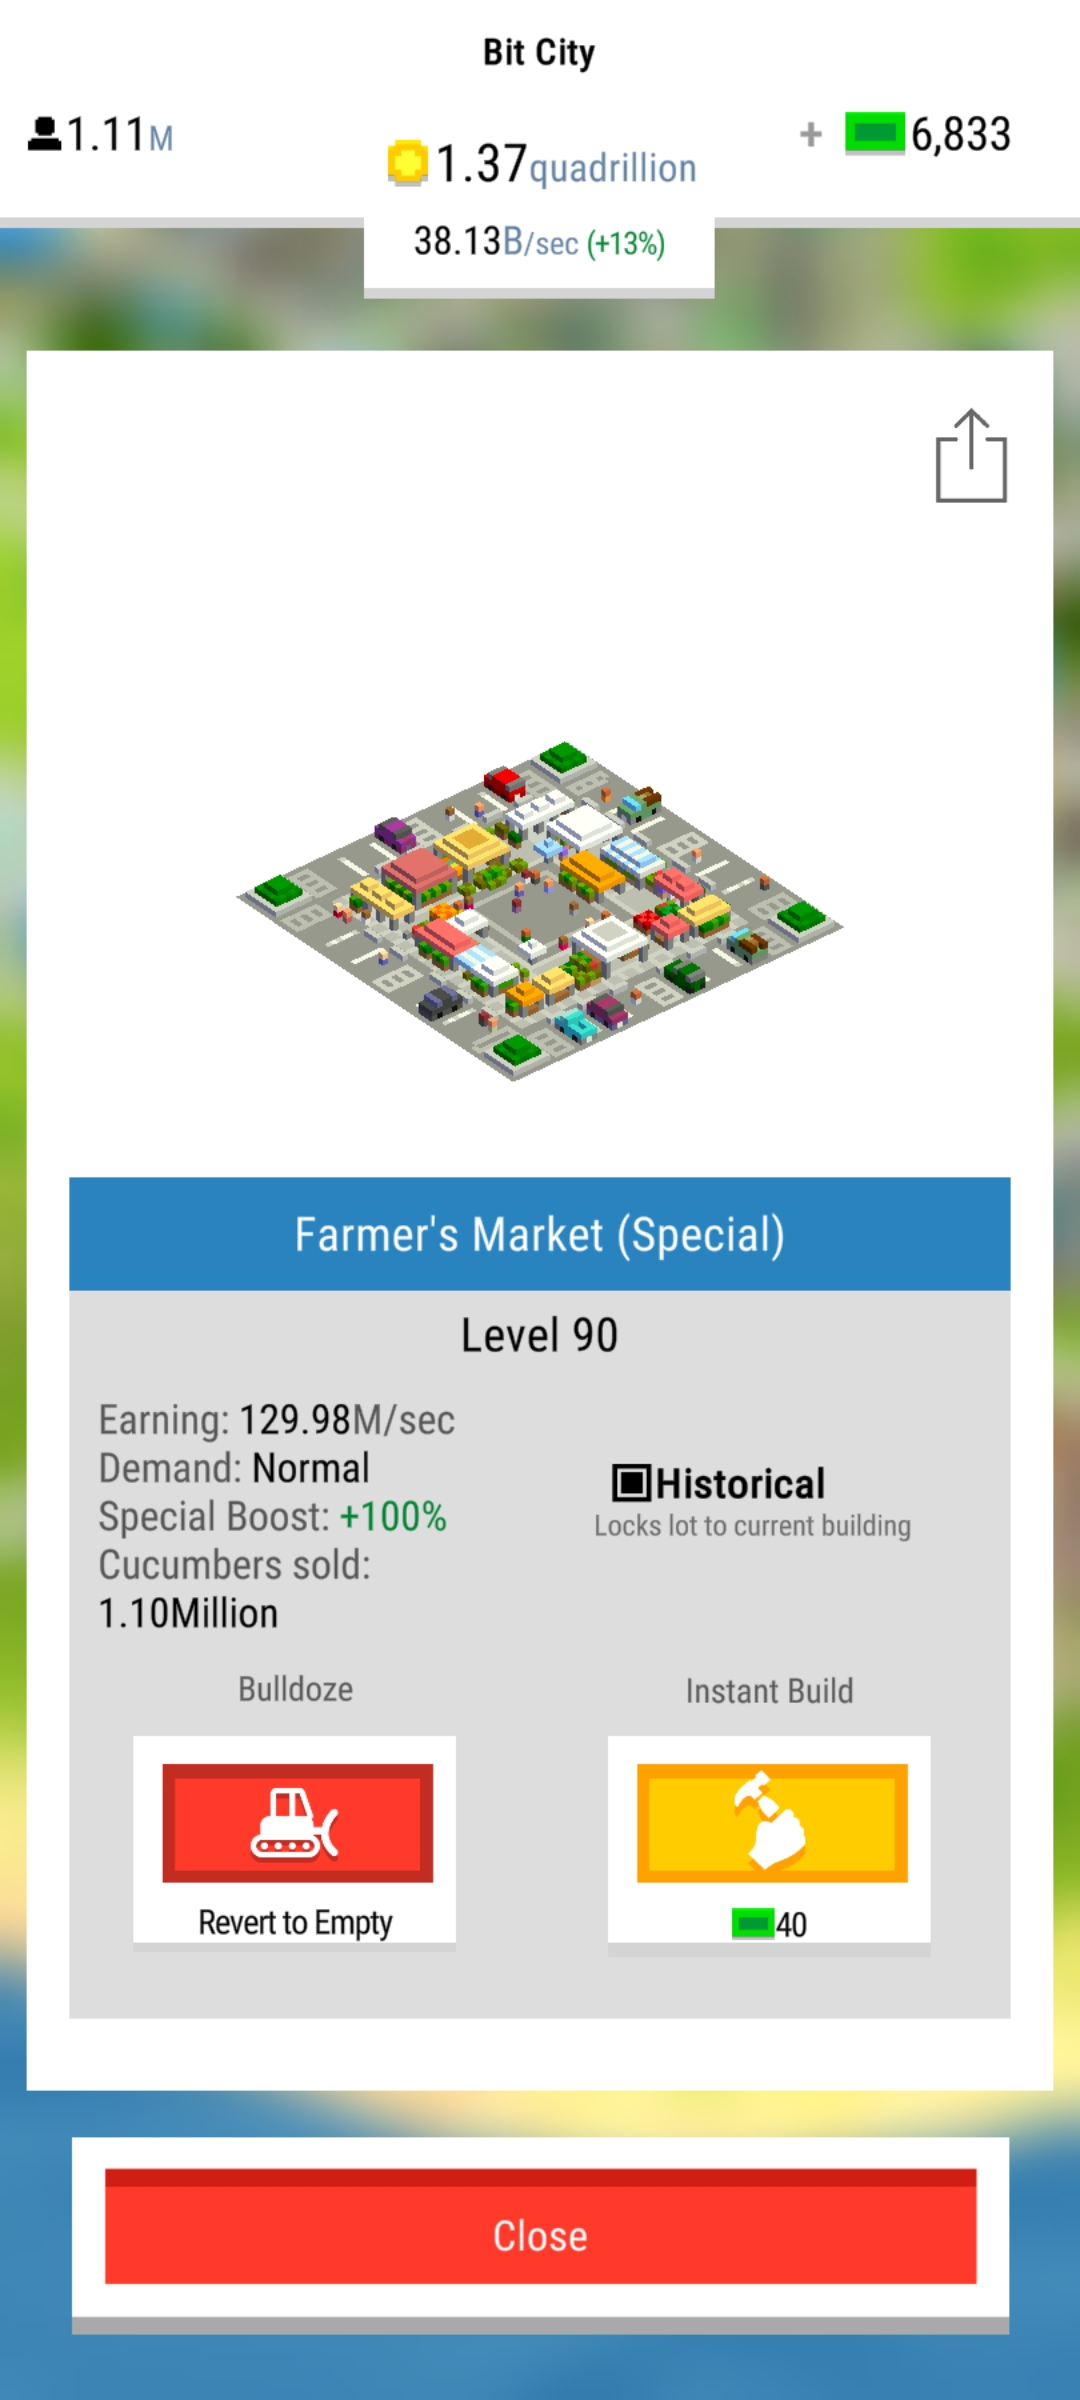 Bit City
1.11M
1.37quadrillion
+ 6,833
38.13B/sec (+13%)
Farmer's Market (Special)
Level 90
Earning: 129.98M/sec
Demand: Normal
Special Boost: +100%
Cucumbers sold:
1.10Million
Historical
Locks lot to current building
Bulldoze
Revert to Empty
Instant Build
40
Close